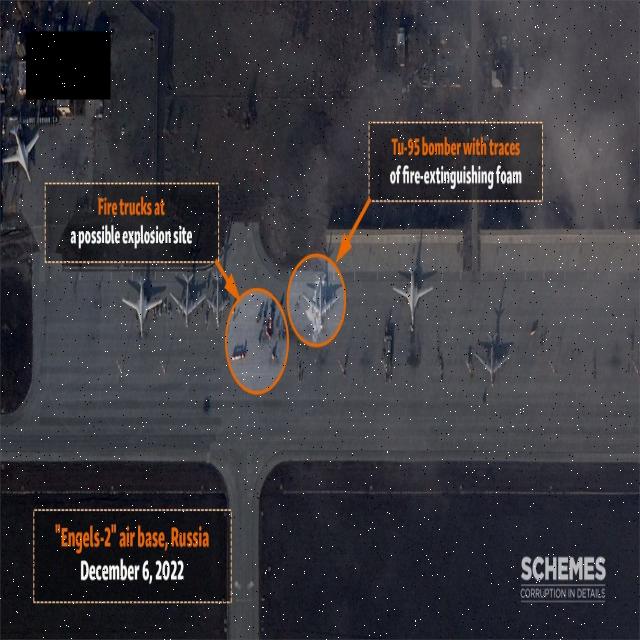 Tu-95 bomber with traces
of fire-extinguishing foam
Fire trucks at
a possible explosion site
"Engels-2" air base, Russia
December 6, 2022
SCHEMES
CORRUPTION IN DETAILS